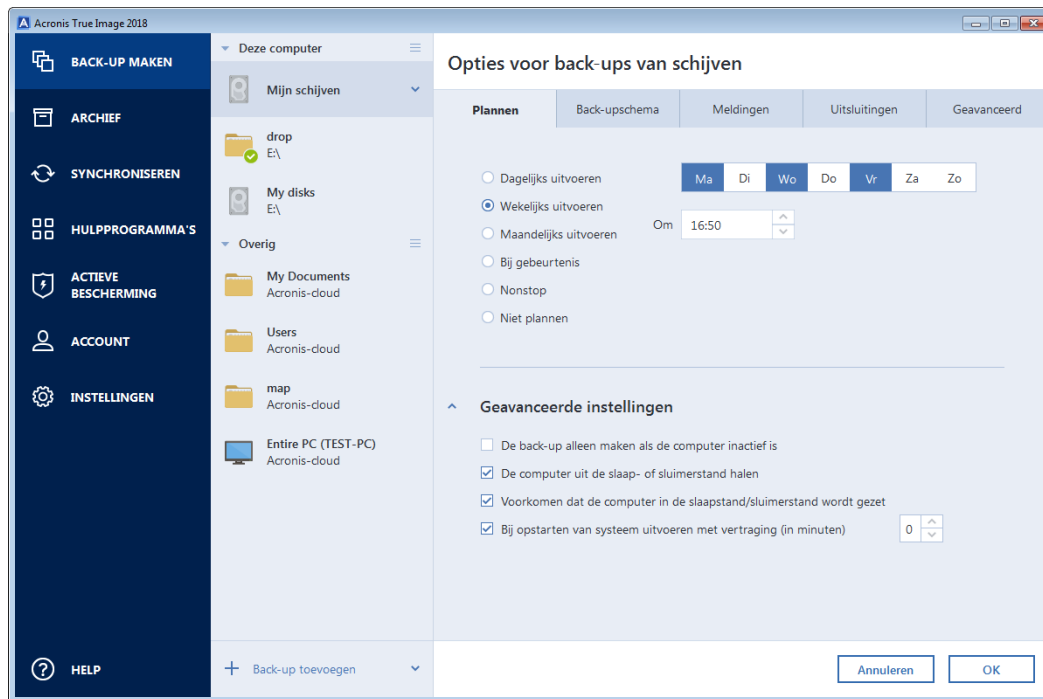 Acronis True Image 2018
BACK-UP MAKEN
ARCHIEF
SYNCHRONISEREN
HULPPROGRAMMA'S
ACTIEVE
BESCHERMING
ACCOUNT
INSTELLINGEN
HELP
Deze computer
Mijn schijven
drop
E:\
My disks
E:\
Overig
My Documents
Acronis-cloud
Users
Acronis-cloud
map
Acronis-cloud
Entire PC (TEST-PC)
Acronis-cloud
Back-up toevoegen
Opties voor back-ups van schijven
Plannen Back-upschema Meldingen Uitsluitingen Geavanceerd
Dagelijks uitvoeren
Wekelijks uitvoeren
Maandelijks uitvoeren
Bij gebeurtenis
Nonstop
Niet plannen
Ma Di Wo Do Vr Za Zo
Om 16:50
Geavanceerde instellingen
De back-up alleen maken als de computer inactief is
De computer uit de slaap- of sluimerstand halen
Voorkomen dat de computer in de slaapstand/sluimerstand wordt gezet
Bij opstarten van systeem uitvoeren met vertraging (in minuten) 0
Annuleren OK